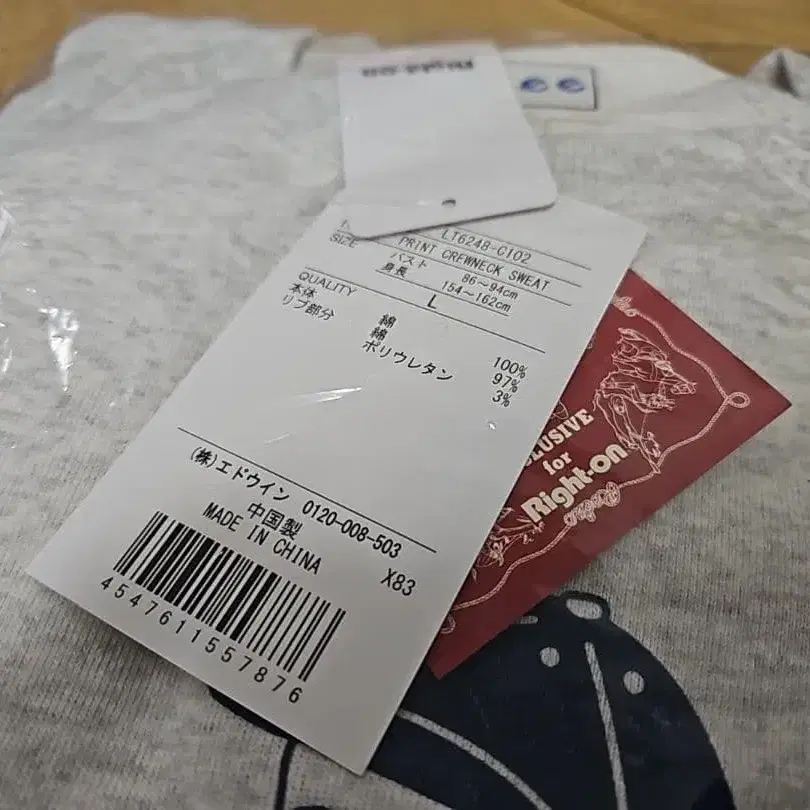 Right-on
LT6248-C102
PRINT CREWNECK SWEAT
SIZE
バスト 86～94cm
身長 154～162cm
L
QUALITY
本体 綿 100%
リブ部分 綿 97%
ポリウレタン 3%
(株)エドウイン 0120-008-503
中国製
MADE IN CHINA
X83
4547611557876
for
Right-on